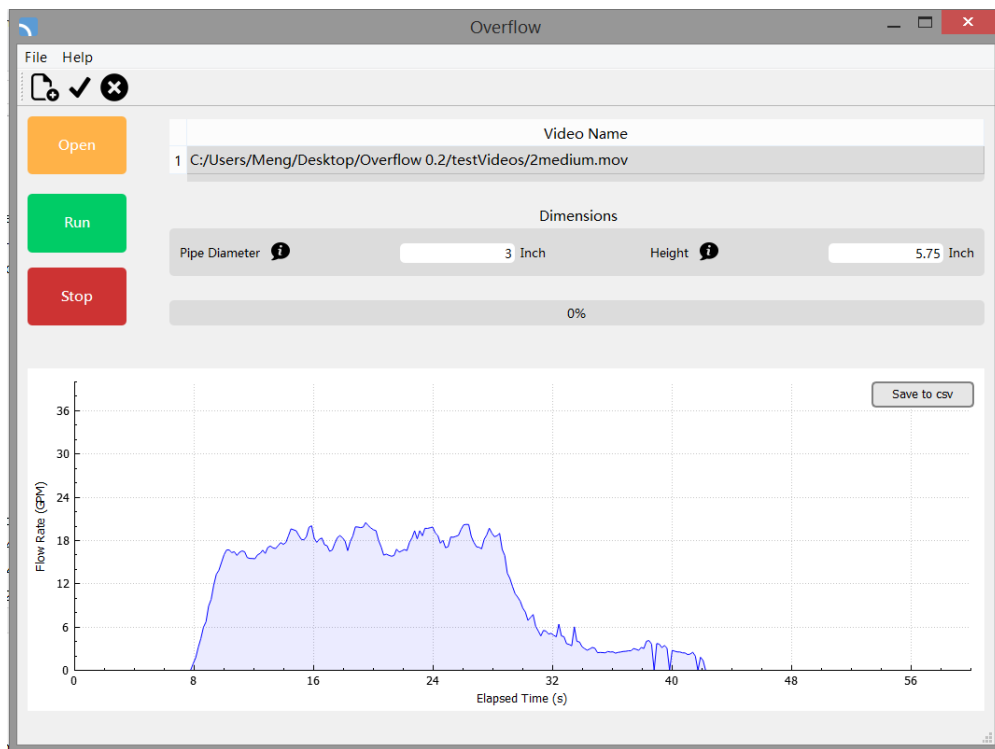 Overflow
File Help
Open
Video Name
1 C:/Users/Meng/Desktop/Overflow 0.2/testVideos/2medium.mov
Run
Dimensions
Pipe Diameter 3 Inch Height 5.75 Inch
Stop
0%
Save to csv
36
30
24
18
12
6
0
Flow Rate (GPM)
0 8 16 24 32 40 48 56
Elapsed Time (s)